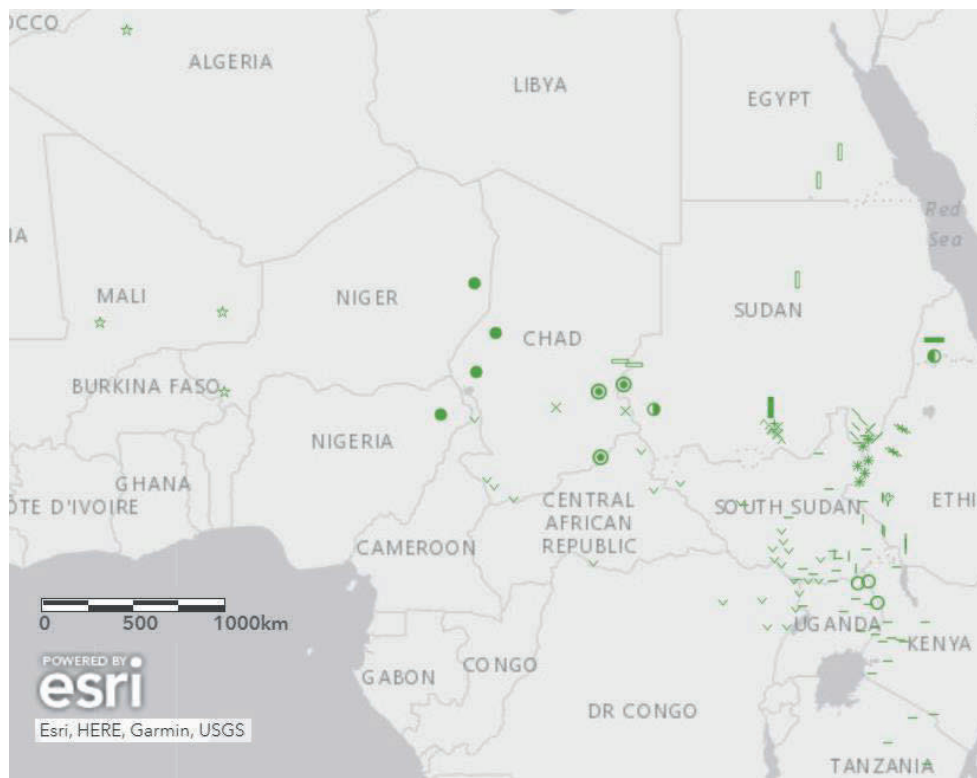 OCCO
ALGERIA
LIBYA
EGYPT
Red
Sea
IA
MALI
NIGER
CHAD
SUDAN
BURKINA FASO
NIGERIA
GHANA
ÔTE D'IVOIRE
CENTRAL
AFRICAN
REPUBLIC
SOUTH SUDAN
ETHI
CAMEROON
0 500 1000km
UGANDA
KENYA
POWERED BY
esri
GABON
CONGO
DR CONGO
Esri, HERE, Garmin, USGS
TANZANIA